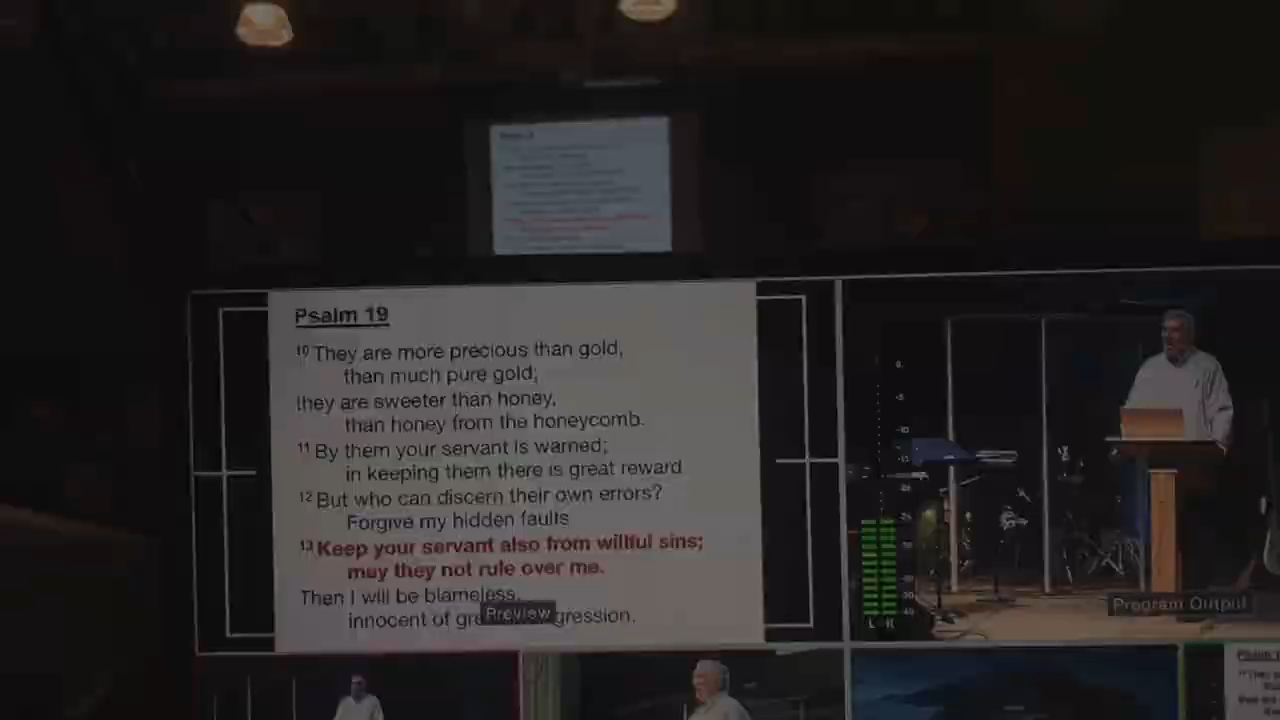 Psalm 19
10 They are more precious than gold,
than much pure gold;
they are sweeter than honey,
than honey from the honeycomb.
11 By them your servant is warned;
in keeping them there is great reward
12 But who can discern their own errors?
Forgive my hidden faults
13 Keep your servant also from willful sins;
may they not rule over me.
Then I will be blameless,
innocent of gression.
Preview
Program Output
L R